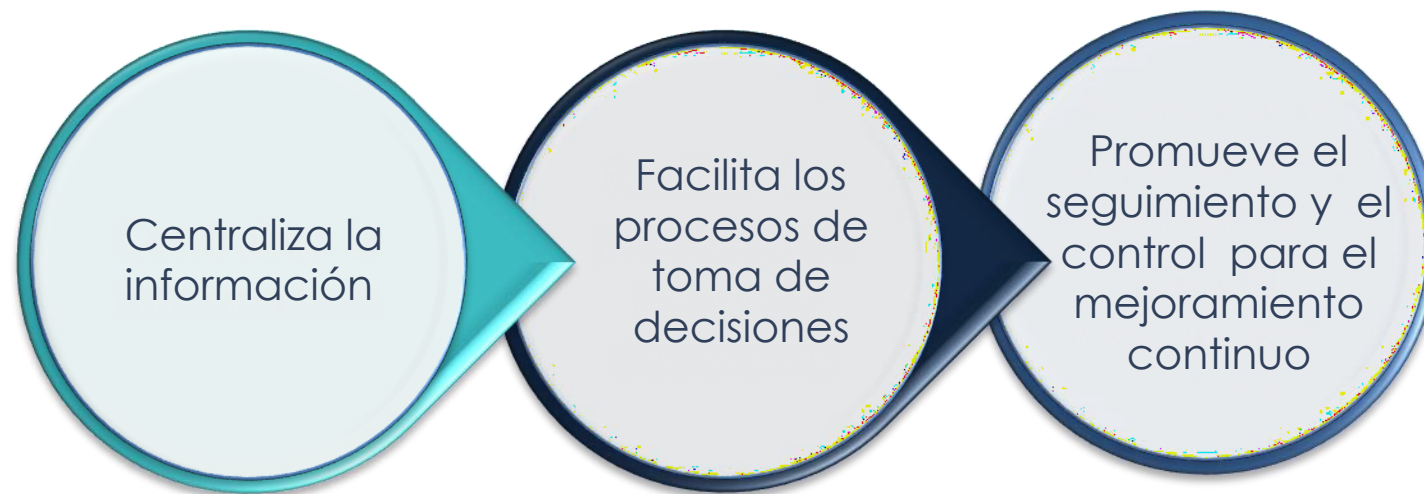 Centraliza la
información
Facilita los
procesos de
toma de
decisiones
Promueve el
seguimiento y  el
control  para el
mejoramiento
continuo